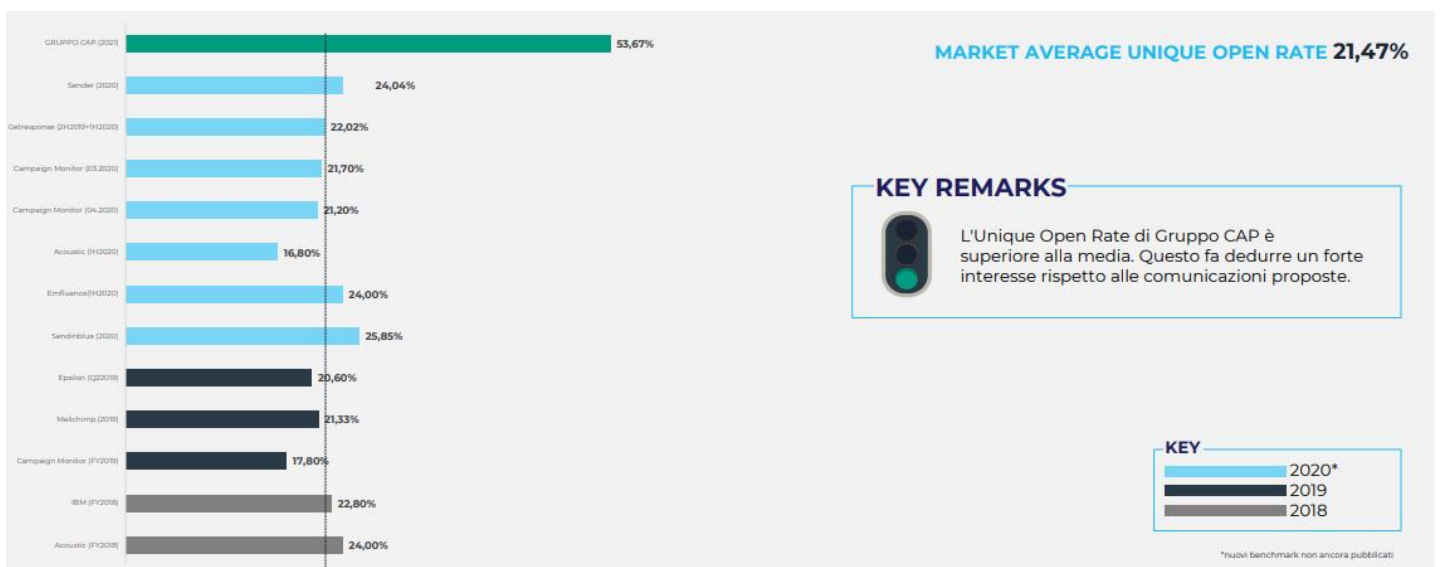 GRUPPO CAP (2021)
53,67%
Sender (2020)
24,04%
Getresponse (2H2019+1H2020)
22,02%
Campaign Monitor (03.2020)
21,70%
Campaign Monitor (04.2020)
21,20%
Acoustic (1H2020)
16,80%
Emfluance(1H2020)
24,00%
Sendinblue (2020)
25,85%
Epsilon (Q22019)
20,60%
Mailchimp (2019)
21,33%
Campaign Monitor (FY2019)
17,80%
IBM (FY2018)
22,80%
Acoustic (FY2018)
24,00%
MARKET AVERAGE UNIQUE OPEN RATE 21,47%
KEY REMARKS
L'Unique Open Rate di Gruppo CAP è
superiore alla media. Questo fa dedurre un forte
interesse rispetto alle comunicazioni proposte.
KEY
2020*
2019
2018
*nuovi benchmark non ancora pubblicati